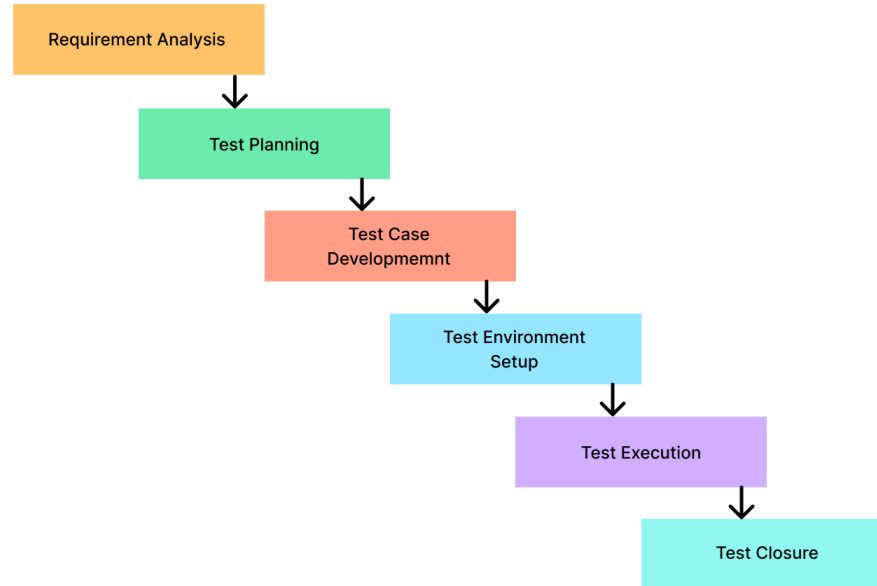 Requirement Analysis
Test Planning
Test Case
Developmemnt
Test Environment
Setup
Test Execution
Test Closure